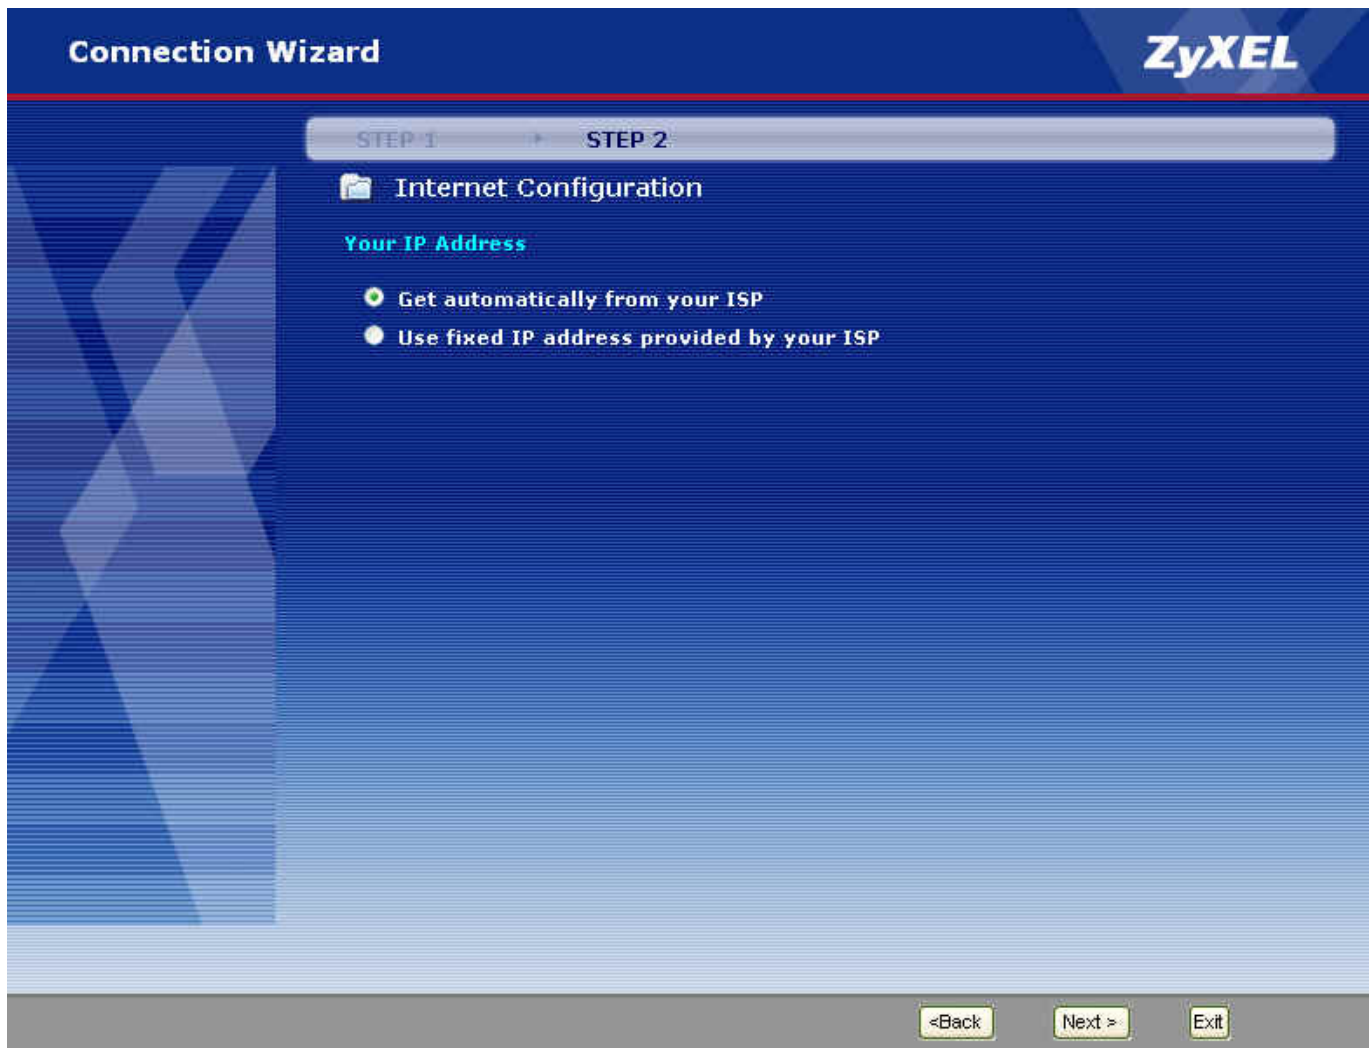 Connection Wizard
ZyXEL
STEP 1 STEP 2
Internet Configuration
Your IP Address
Get automatically from your ISP
Use fixed IP address provided by your ISP
<Back Next > Exit